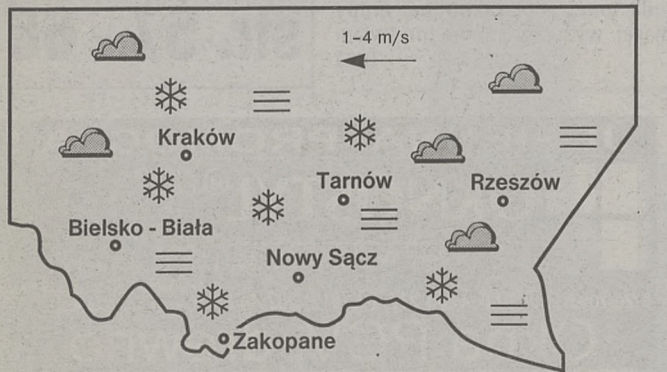 1–4 m/s
Kraków
Tarnów
Rzeszów
Bielsko - Biała
Nowy Sącz
Zakopane